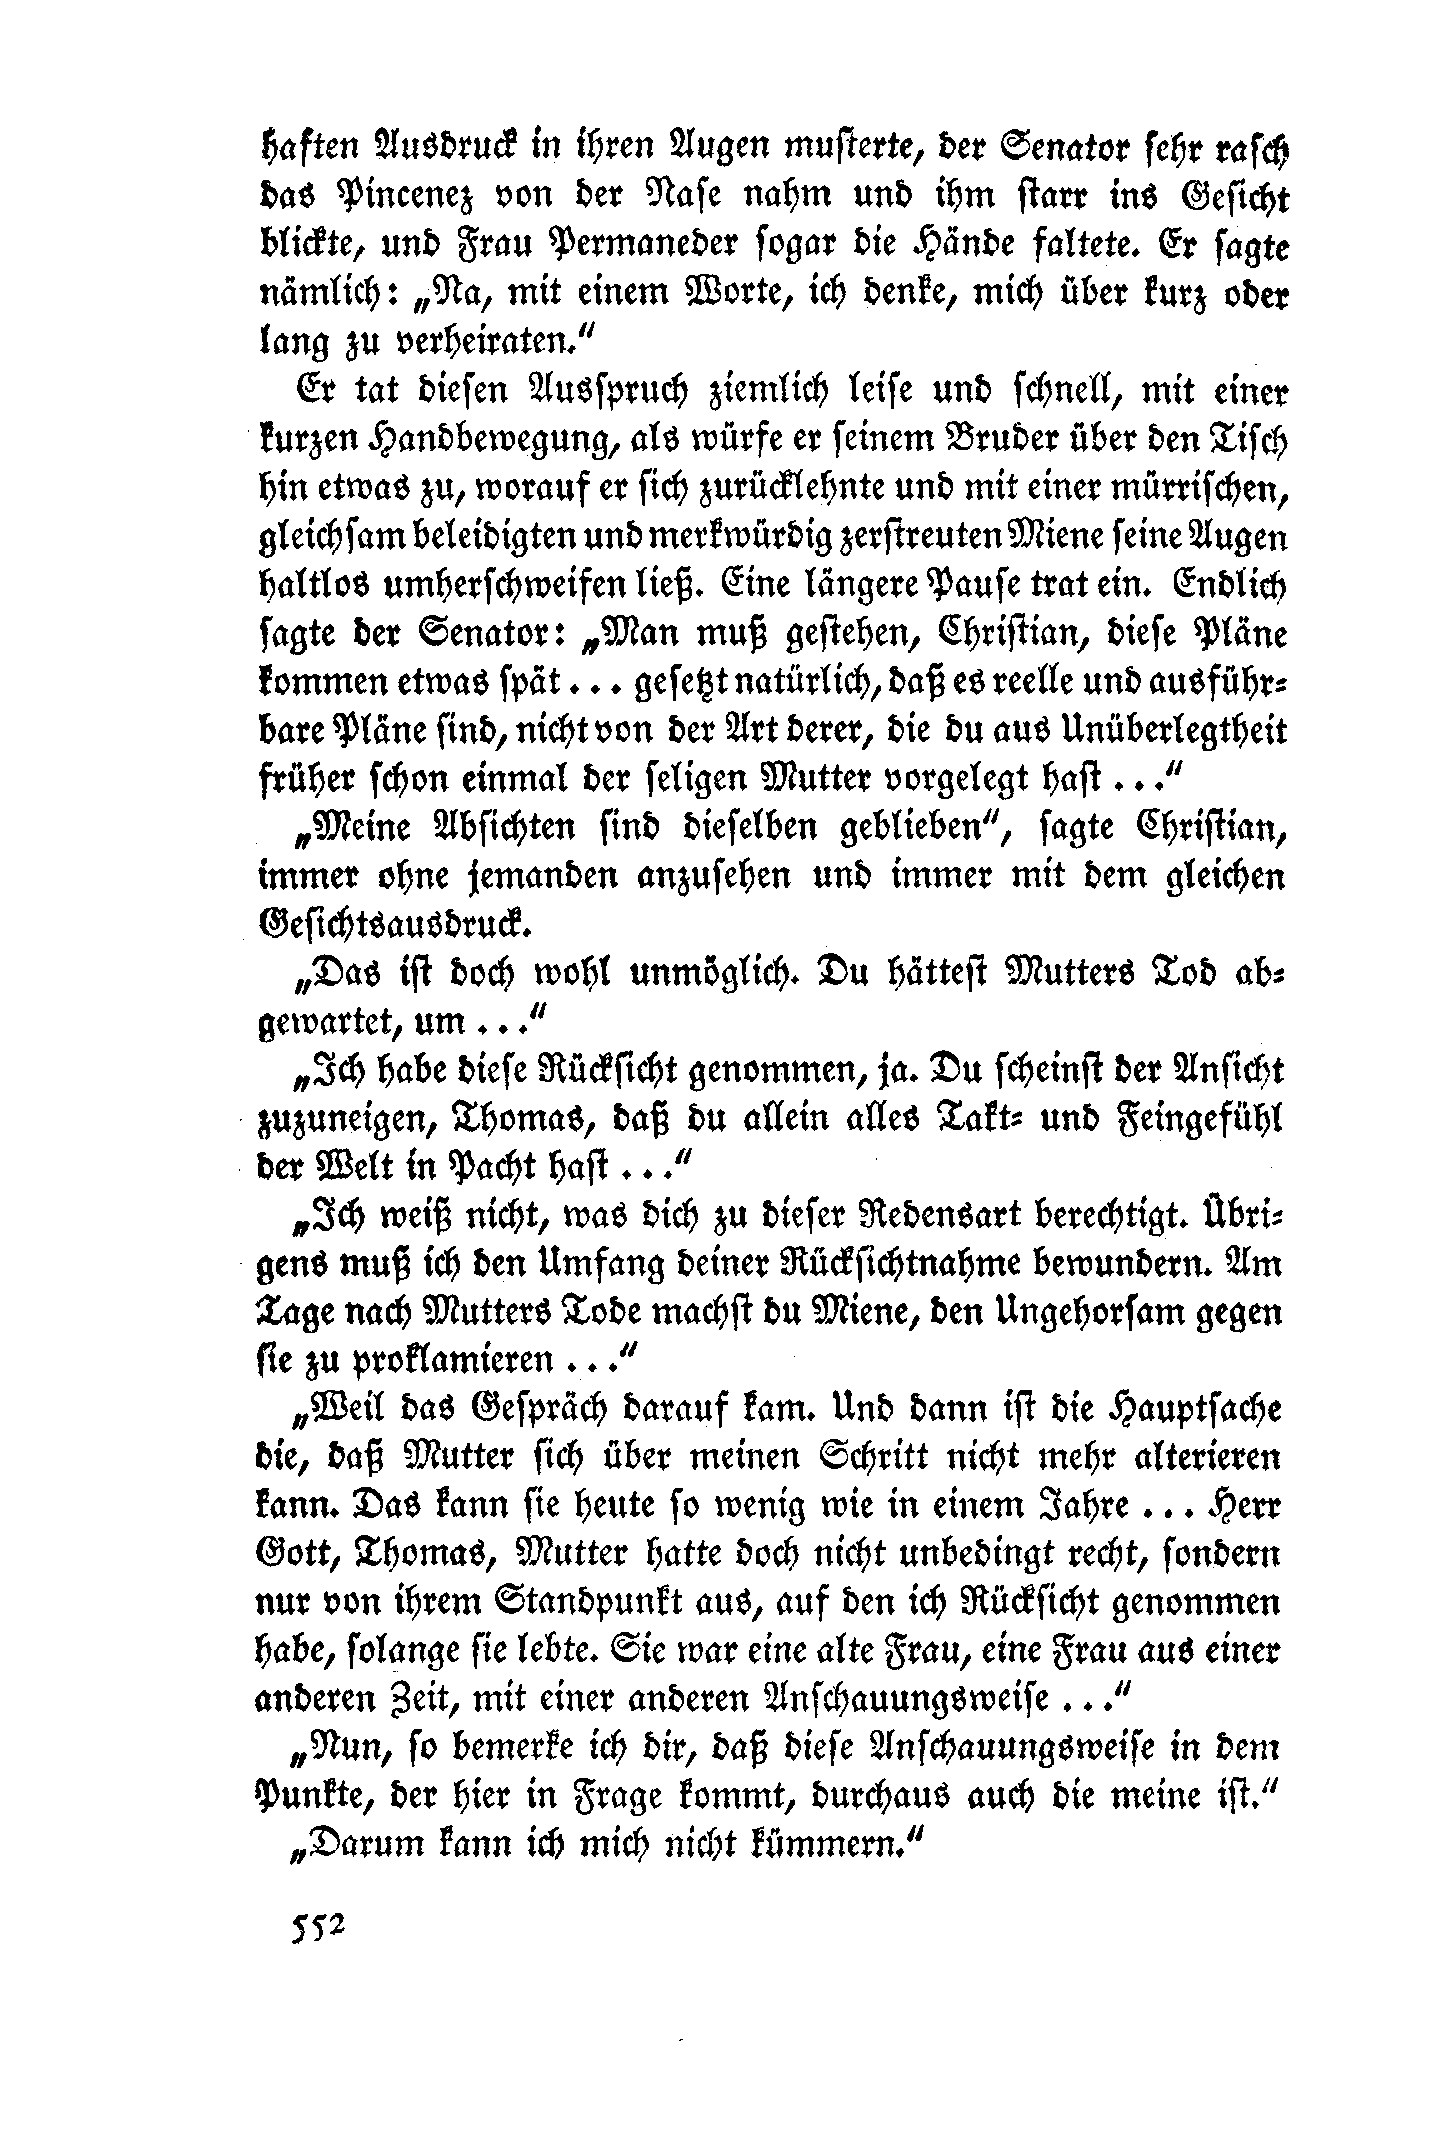 haften Ausdruck in ihren Augen musterte, der Senator sehr rasch
das Pincenez von der Nase nahm und ihm starr ins Gesicht
blickte, und Frau Permaneder sogar die Hände faltete. Er sagte
nämlich: „Na, mit einem Worte, ich denke, mich über kurz oder
lang zu verheiraten.“
Er tat diesen Ausspruch ziemlich leise und schnell, mit einer
kurzen Handbewegung, als würfe er seinem Bruder über den Tisch
hin etwas zu, worauf er sich zurücklehnte und mit einer mürrischen,
gleichsam beleidigten und merkwürdig zerstreuten Miene seine Augen
haltlos umherschweifen ließ. Eine längere Pause trat ein. Endlich
sagte der Senator: „Man muß gestehen, Christian, diese Pläne
kommen etwas spät... gesetzt natürlich, daß es reelle und ausführ-
bare Pläne sind, nicht von der Art derer, die du aus Unüberlegtheit
früher schon einmal der seligen Mutter vorgelegt hast...“
„Meine Absichten sind dieselben geblieben“, sagte Christian,
immer ohne jemanden anzusehen und immer mit dem gleichen
Gesichtsausdruck.
„Das ist doch wohl unmöglich. Du hättest Mutters Tod ab-
gewartet, um...“
„Ich habe diese Rücksicht genommen, ja. Du scheinst der Ansicht
zuzuneigen, Thomas, daß du allein alles Takt- und Feingefühl
der Welt in Pacht hast...“
„Ich weiß nicht, was dich zu dieser Redensart berechtigt. Übri-
gens muß ich den Umfang deiner Rücksichtnahme bewundern. Am
Tage nach Mutters Tode machst du Miene, den Ungehorsam gegen
sie zu proklamieren...“
„Weil das Gespräch darauf kam. Und dann ist die Hauptsache
die, daß Mutter sich über meinen Schritt nicht mehr alterieren
kann. Das kann sie heute so wenig wie in einem Jahre... Herr
Gott, Thomas, Mutter hatte doch nicht unbedingt recht, sondern
nur von ihrem Standpunkt aus, auf den ich Rücksicht genommen
habe, solange sie lebte. Sie war eine alte Frau, eine Frau aus einer
anderen Zeit, mit einer anderen Anschauungsweise...“
„Nun, so bemerke ich dir, daß diese Anschauungsweise in dem
Punkte, der hier in Frage kommt, durchaus auch die meine ist.“
„Darum kann ich mich nicht kümmern.“
552